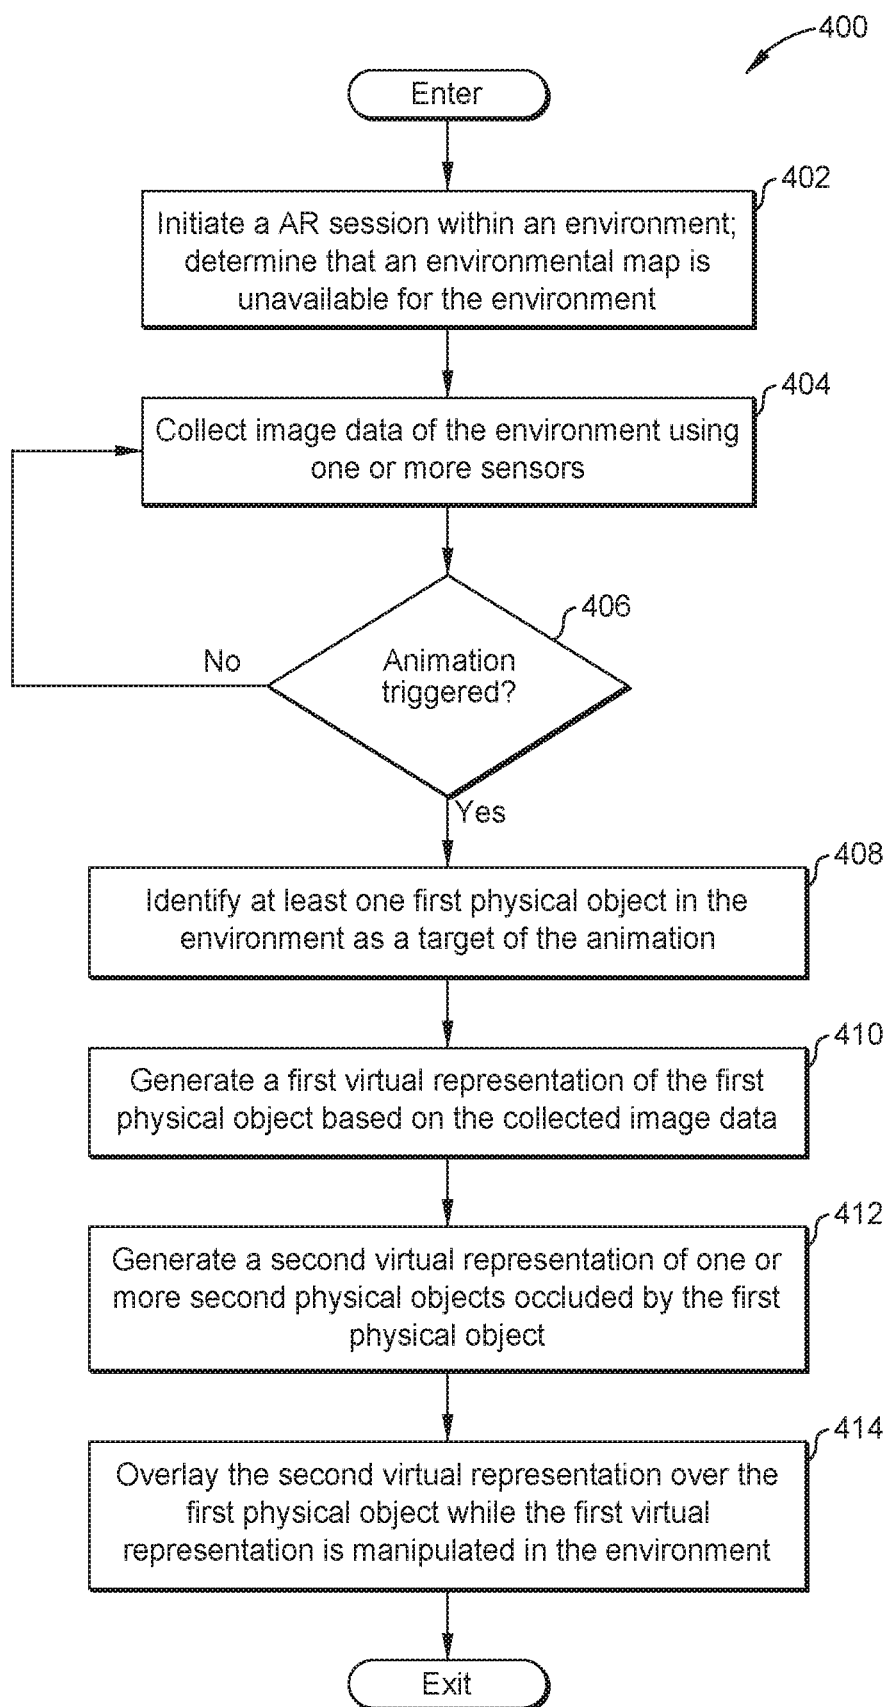 400
Enter
402
Initiate a AR session within an environment;
determine that an environmental map is
unavailable for the environment
404
Collect image data of the environment using
one or more sensors
406
Animation
triggered?
No
Yes
408
Identify at least one first physical object in the
environment as a target of the animation
410
Generate a first virtual representation of the first
physical object based on the collected image data
412
Generate a second virtual representation of one or
more second physical objects occluded by the first
physical object
414
Overlay the second virtual representation over the
first physical object while the first virtual
representation is manipulated in the environment
Exit